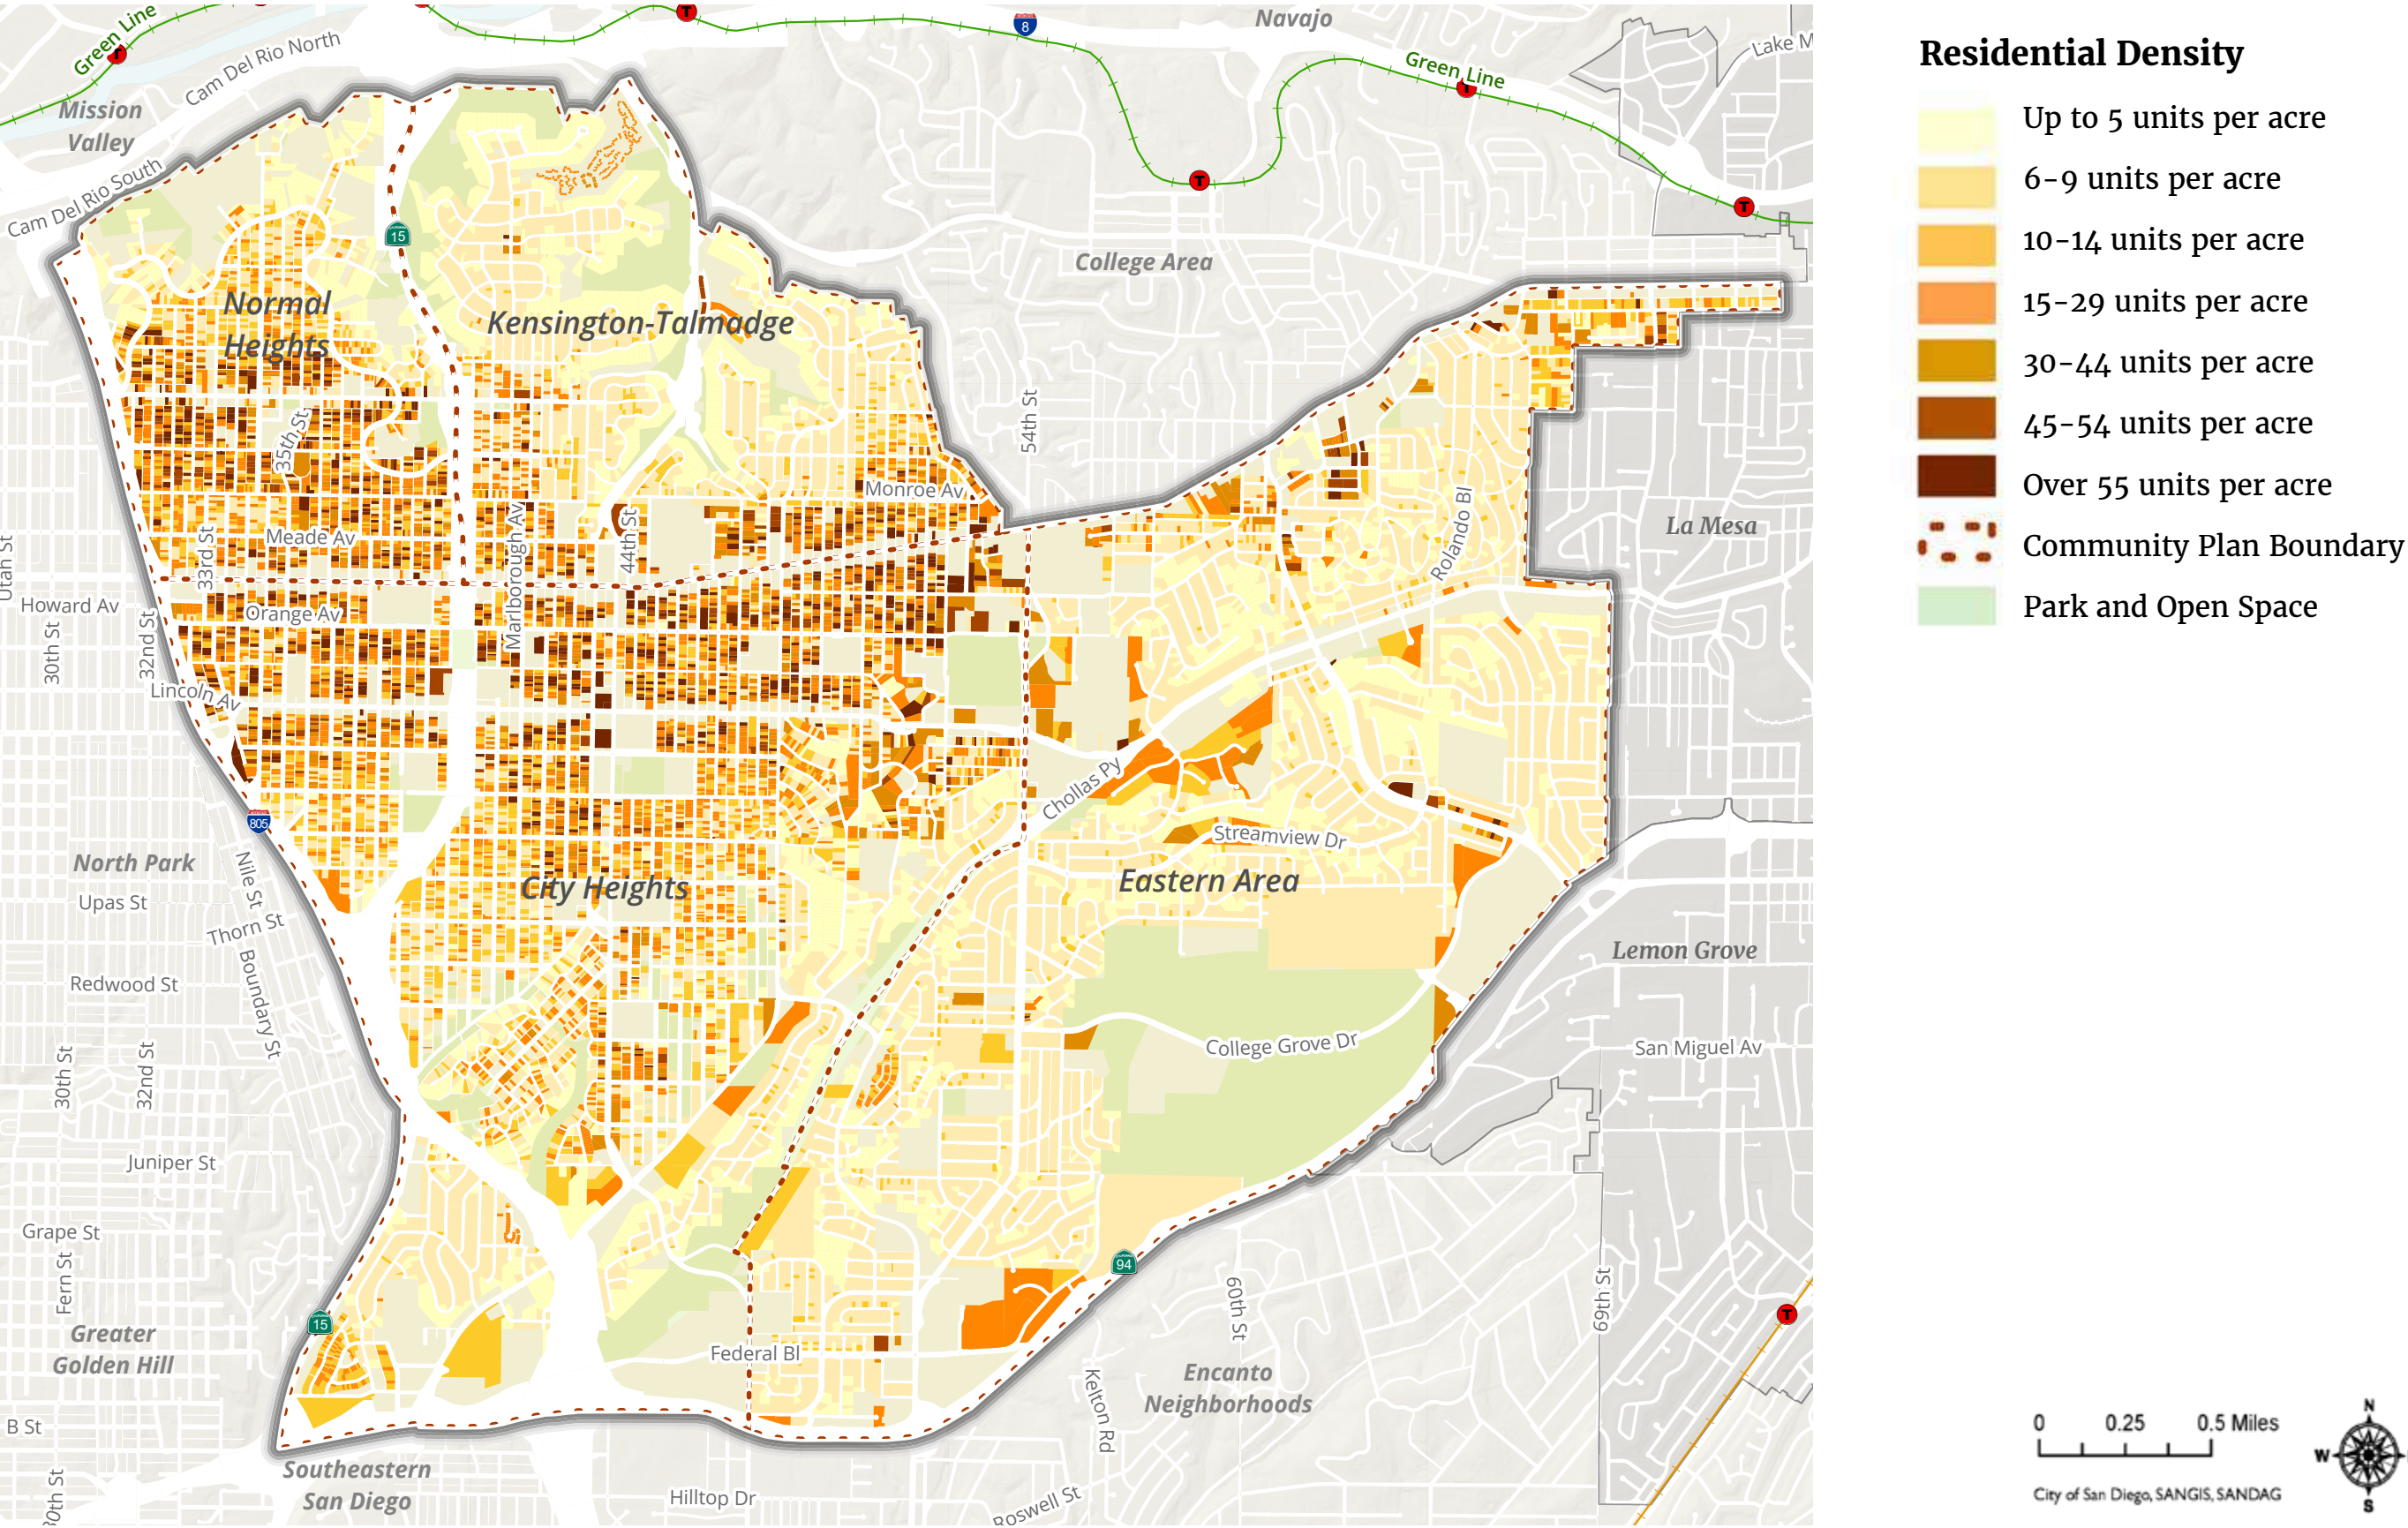 Green Line
Cam Del Rio North
Mission
Valley
Cam Del Rio South
8
Navajo
Green Line
Lake M
T
T
T
T
T
15
College Area
Normal
Heights
Kensington-Talmadge
54th St
35th St
Monroe Av
Meade Av
33rd St
Marlborough Av
44th St
Rolando Bl
La Mesa
Utah St
Howard Av
Orange Av
30th St
32nd St
Lincoln Av
Chollas Py
805
Streamview Dr
North Park
Nile St
City Heights
Eastern Area
Upas St
Thorn St
Boundary St
Lemon Grove
Redwood St
30th St
32nd St
College Grove Dr
San Miguel Av
Juniper St
Grape St
Fern St
94
60th St
69th St
15
T
Greater
Golden Hill
Federal Bl
Kelton Rd
Encanto
Neighborhoods
B St
30th St
Southeastern
San Diego
Hilltop Dr
Roswell St
Residential Density
Up to 5 units per acre
6-9 units per acre
10-14 units per acre
15-29 units per acre
30-44 units per acre
45-54 units per acre
Over 55 units per acre
Community Plan Boundary
Park and Open Space
0 0.25 0.5 Miles
City of San Diego, SANGIS, SANDAG
N
W
S